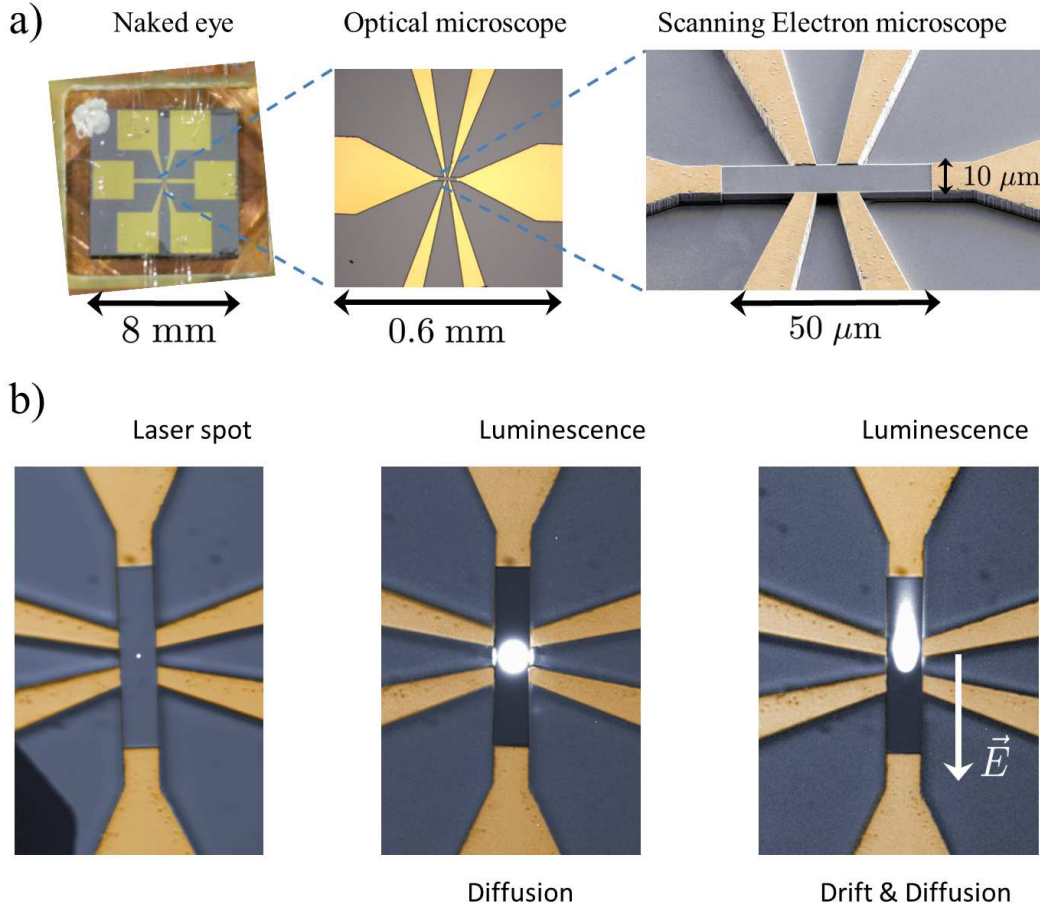 a)
Naked eye
Optical microscope
Scanning Electron microscope
10 μm
8 mm
0.6 mm
50 μm
b)
Laser spot
Luminescence
Luminescence
E⃗
Diffusion
Drift & Diffusion